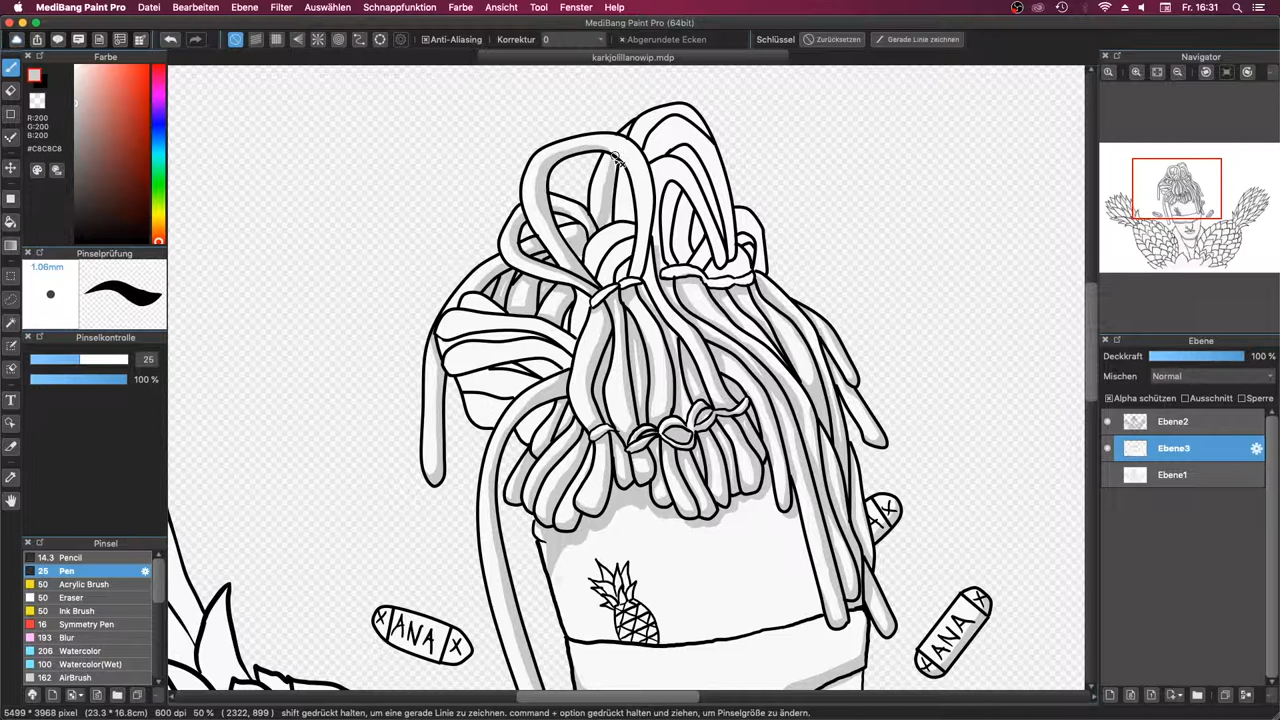 MediBang Paint Pro Datei Bearbeiten Ebene Filter Auswählen Schnappfunktion Farbe Ansicht Tool Fenster Help Fr. 16:31
MediBang Paint Pro (64bit)
Anti-Aliasing Korrektur 0 Abgerundete Ecken Schlüssel Zurücksetzen Gerade Linie zeichnen
Farbe karkjolillanowip.mdp Navigator
R:200
G:200
B:200
#C8C8C8
Pinselprüfung
1.06mm
Pinselkontrolle
25
100 %
Ebene
Deckkraft 100 %
Mischen Normal
Alpha schützen Ausschnitt Sperre
Ebene2
Ebene3
Ebene1
X ANA X
A X
X ANA X
Pinsel
14.3 Pencil
25 Pen
50 Acrylic Brush
50 Eraser
50 Ink Brush
16 Symmetry Pen
193 Blur
206 Watercolor
100 Watercolor(Wet)
162 AirBrush
T
5499 * 3968 pixel (23.3 * 16.8cm) 600 dpi 50 % ( 2322, 899 ) shift gedrückt halten, um eine gerade Linie zu zeichnen. command + option gedrückt halten und ziehen, um Pinselgröße zu ändern.